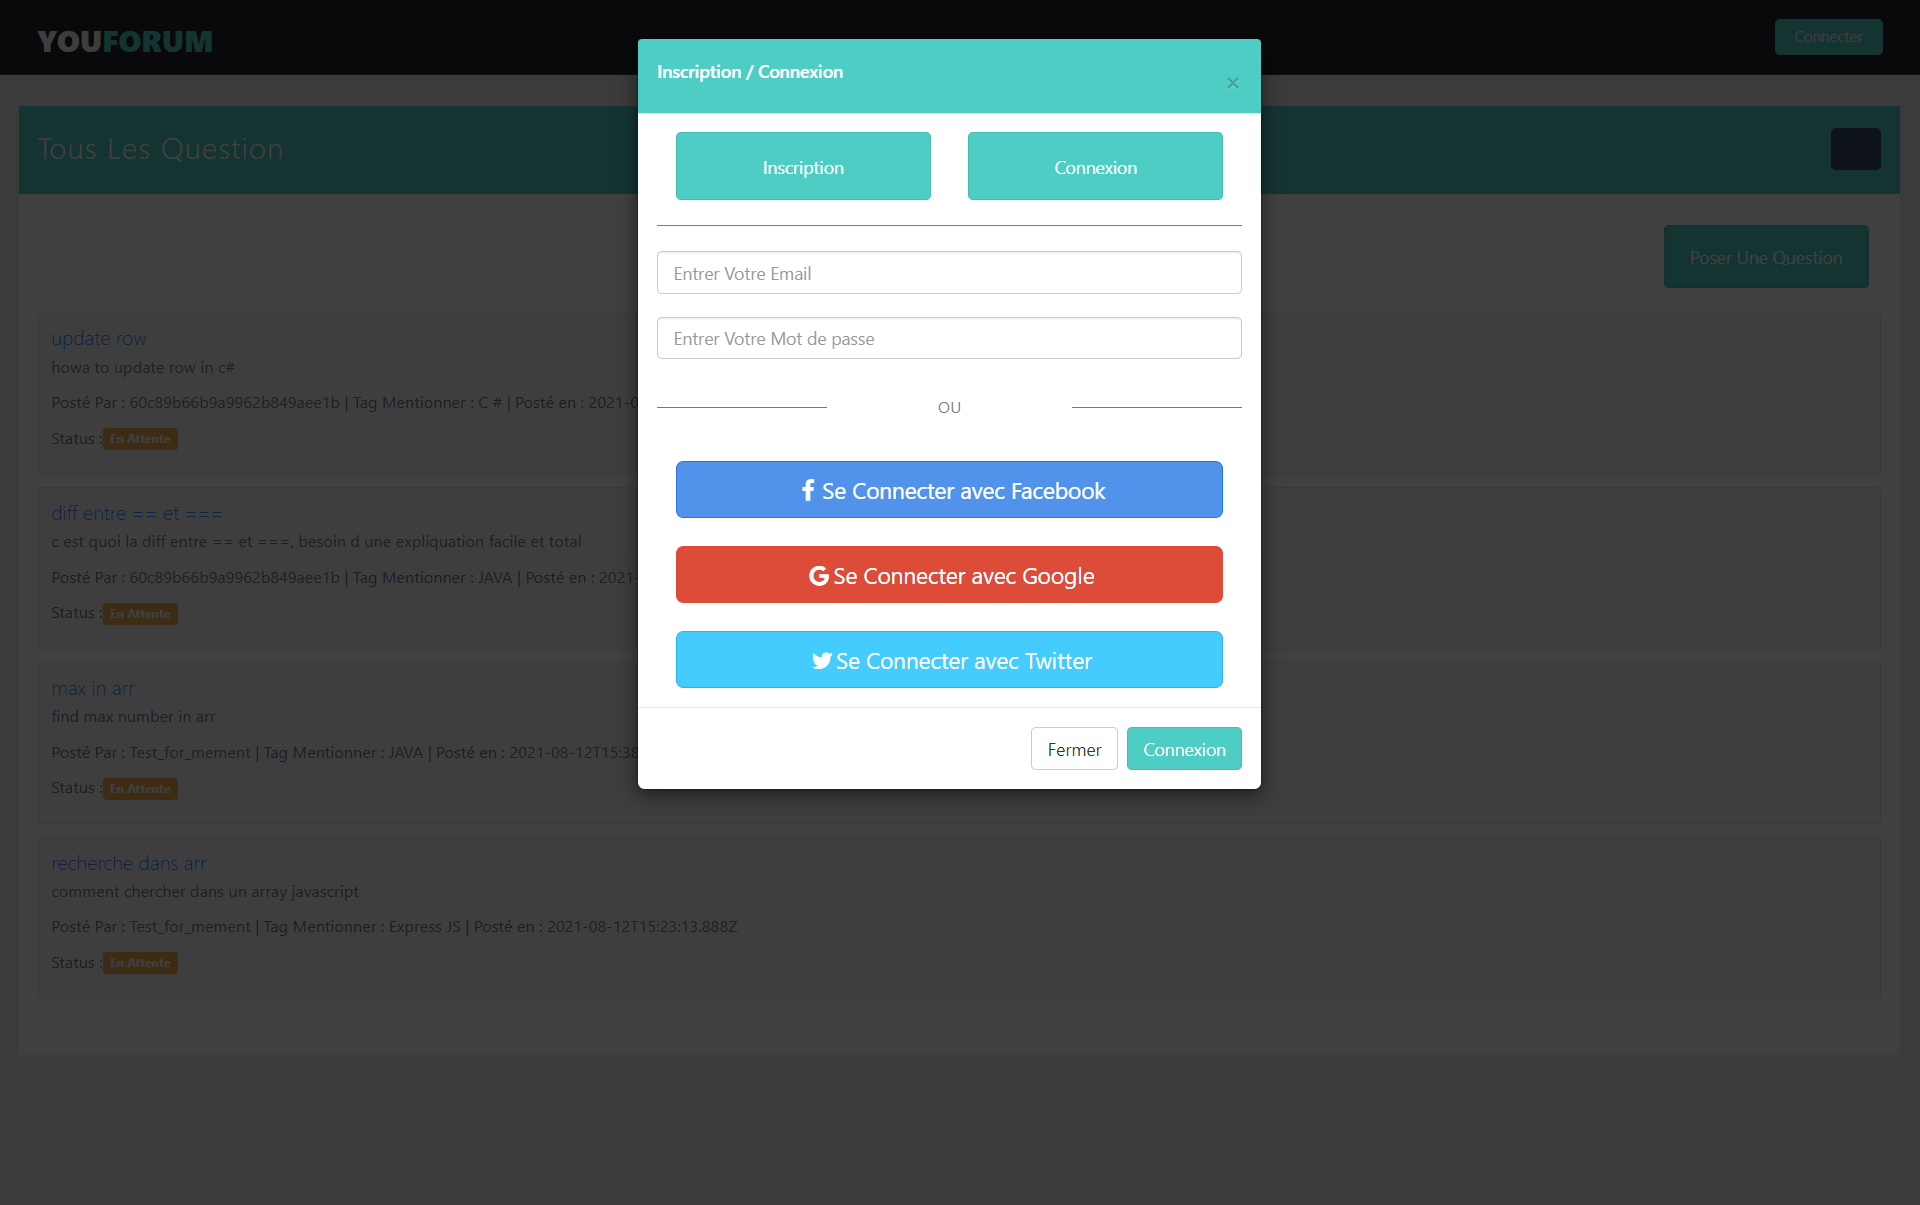 YOUFORUM
Connecter
Inscription / Connexion
×
Inscription
Connexion
Entrer Votre Email
Entrer Votre Mot de passe
OU
Se Connecter avec Facebook
Se Connecter avec Google
Se Connecter avec Twitter
Fermer
Connexion
Tous Les Question
Poser Une Question
update row
howa to update row in c#
Posté Par : 60c89b66b9a9962b849aee1b | Tag Mentionner : C # | Posté en : 2021-0
Status : En Attente
diff entre == et ===
c est quoi la diff entre == et ===, besoin d une expliquation facile et total
Posté Par : 60c89b66b9a9962b849aee1b | Tag Mentionner : JAVA | Posté en : 2021-
Status : En Attente
max in arr
find max number in arr
Posté Par : Test_for_mement | Tag Mentionner : JAVA | Posté en : 2021-08-12T15:38
Status : En Attente
recherche dans arr
comment chercher dans un array javascript
Posté Par : Test_for_mement | Tag Mentionner : Express JS | Posté en : 2021-08-12T15:23:13.888Z
Status : En Attente